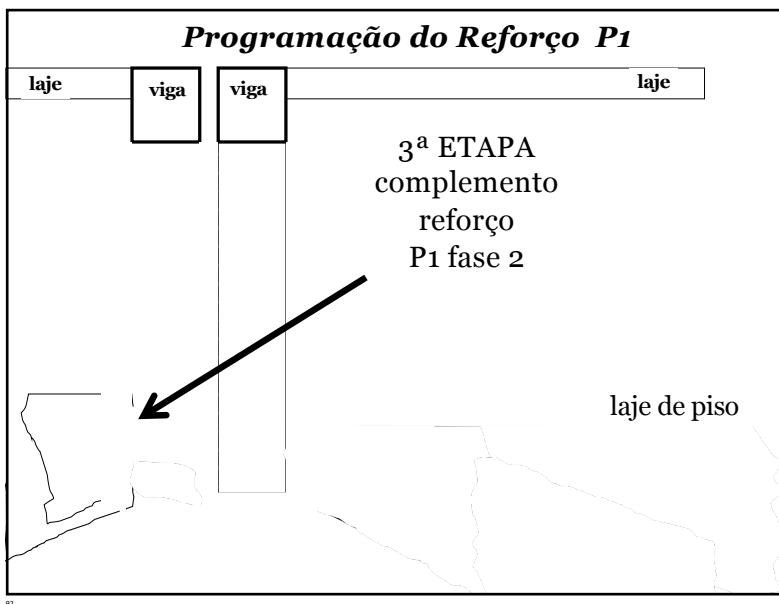 Programação do Reforço P1
laje
viga
viga
laje
3ª ETAPA
complemento
reforço
P1 fase 2
laje de piso